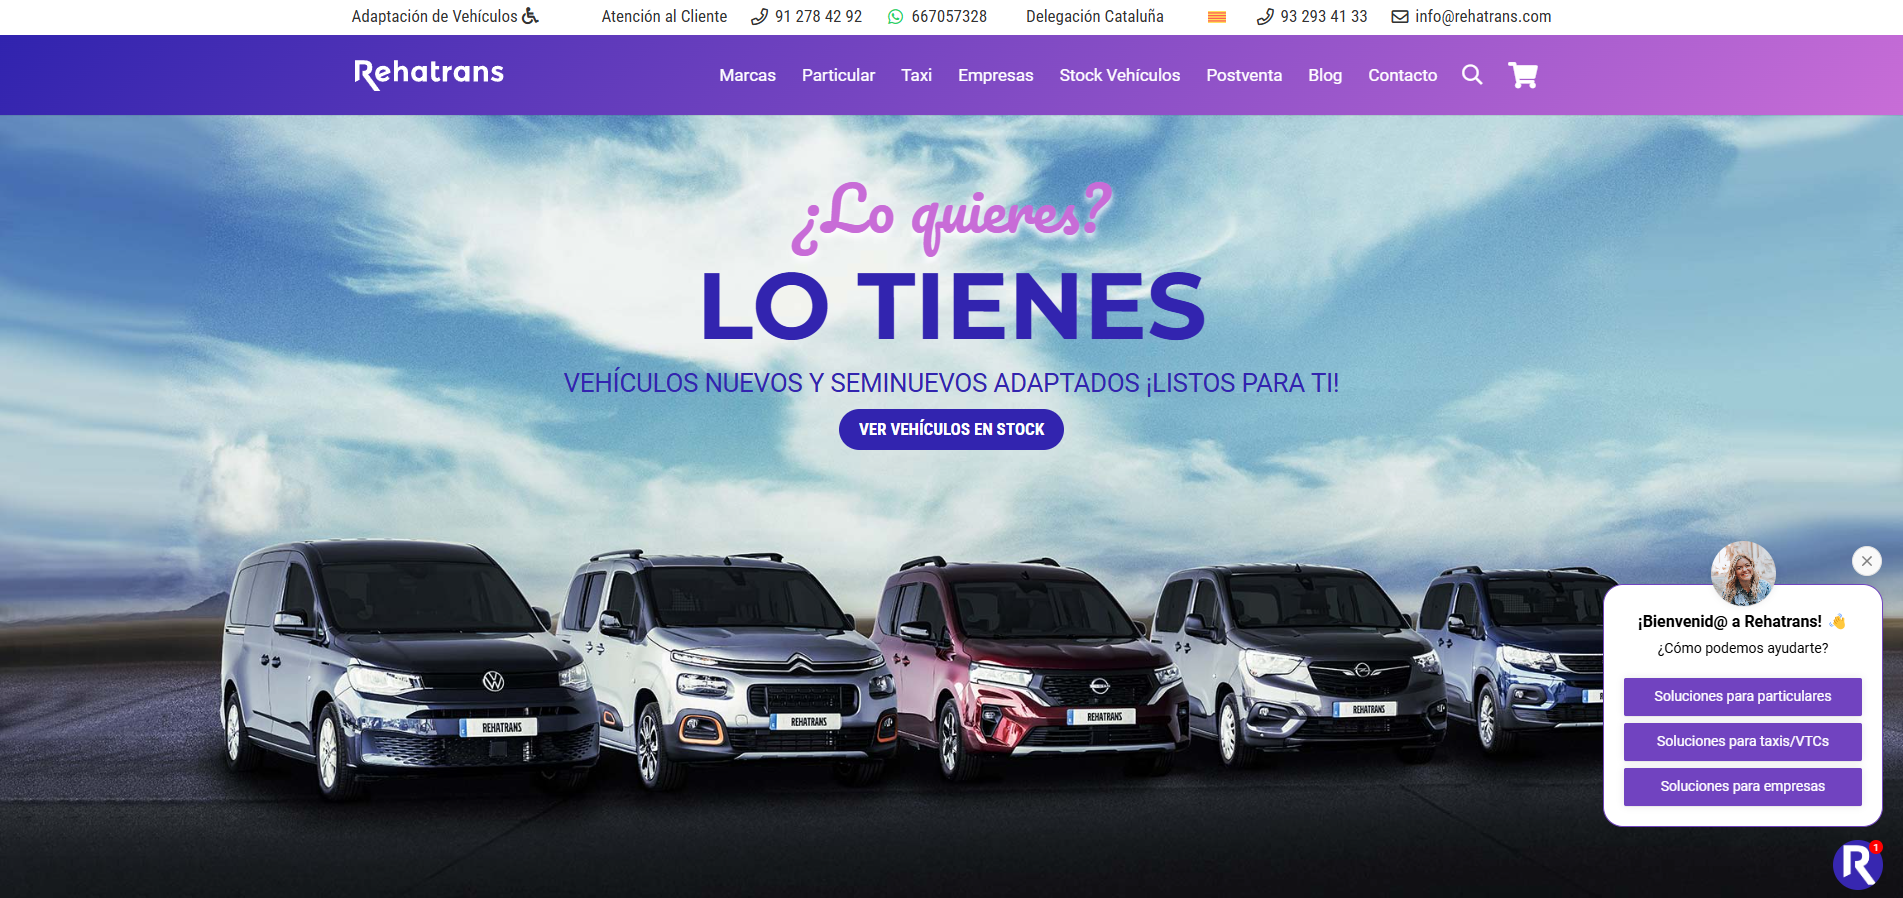 Adaptación de Vehículos
Atención al Cliente
91 278 42 92
667057328
Delegación Cataluña
93 293 41 33
info@rehatrans.com
Rehatrans
Marcas
Particular
Taxi
Empresas
Stock Vehículos
Postventa
Blog
Contacto
¿Lo quieres?
LO TIENES
VEHÍCULOS NUEVOS Y SEMINUEVOS ADAPTADOS ¡LISTOS PARA TI!
VER VEHÍCULOS EN STOCK
REHATRANS
REHATRANS
REHATRANS
REHATRANS
¡Bienvenid@ a Rehatrans! 👋
¿Cómo podemos ayudarte?
Soluciones para particulares
Soluciones para taxis/VTCs
Soluciones para empresas
R
1